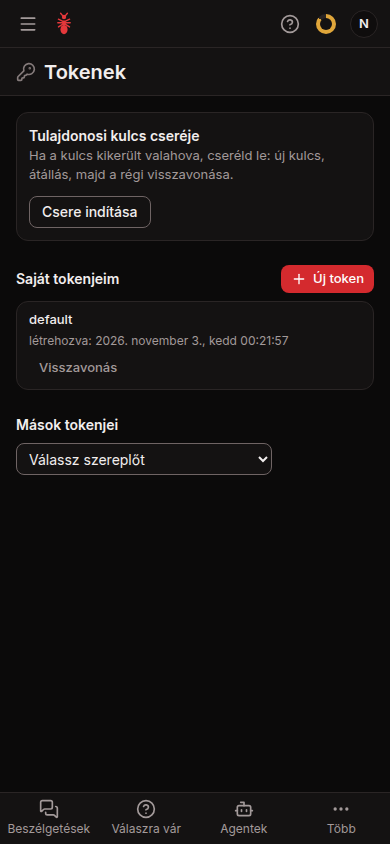 N
Tokenek
Tulajdonosi kulcs cseréje
Ha a kulcs kikerült valahova, cseréld le: új kulcs,
átállás, majd a régi visszavonása.
Csere indítása
Saját tokenjeim
Új token
default
létrehozva: 2026. november 3., kedd 00:21:57
Visszavonás
Mások tokenjei
Válassz szereplőt
Beszélgetések
Válaszra vár
Agentek
Több